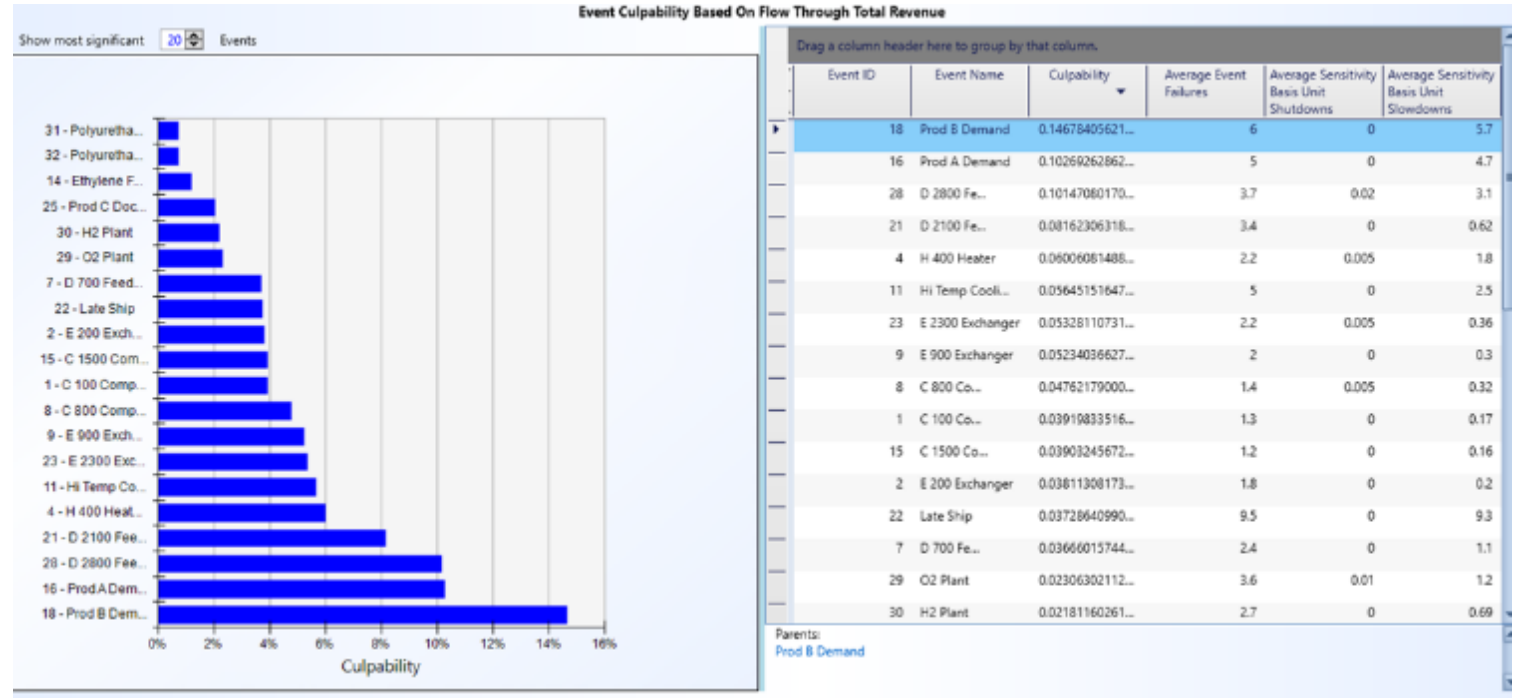 Event Culpability Based On Flow Through Total Revenue
Show most significant 20 Events
31 - Polyuretha...
32 - Polyuretha...
14 - Ethylene F...
25 - Prod C Doc...
30 - H2 Plant
29 - O2 Plant
7 - D 700 Feed...
22 - Late Ship
2 - E 200 Exch...
15 - C 1500 Com...
1 - C 100 Comp...
8 - C 800 Comp...
9 - E 900 Exch...
23 - E 2300 Exc...
11 - Hi Temp Co...
4 - H 400 Heat...
21 - D 2100 Fee...
28 - D 2800 Fee...
16 - Prod A Dem...
18 - Prod B Dem...
0% 2% 4% 6% 8% 10% 12% 14% 16%
Culpability
Drag a column header here to group by that column.
Event ID Event Name Culpability Average Event Failures Average Sensitivity Basis Unit Shutdowns Average Sensitivity Basis Unit Slowdowns
18 Prod B Demand 0.14678405621... 6 0 5.7
16 Prod A Demand 0.10269262862... 5 0 4.7
28 D 2800 Fe... 0.10147080170... 3.7 0.02 3.1
21 D 2100 Fe... 0.08162306318... 3.4 0 0.62
4 H 400 Heater 0.06006081488... 2.2 0.005 1.8
11 Hi Temp Cooli... 0.05645151647... 5 0 2.5
23 E 2300 Exchanger 0.05328110731... 2.2 0.005 0.36
9 E 900 Exchanger 0.05234036627... 2 0 0.3
8 C 800 Co... 0.04762179000... 1.4 0.005 0.32
1 C 100 Co... 0.03919833516... 1.3 0 0.17
15 C 1500 Co... 0.03903245672... 1.2 0 0.16
2 E 200 Exchanger 0.03811308173... 1.8 0 0.2
22 Late Ship 0.03728640990... 9.5 0 9.3
7 D 700 Fe... 0.03666015744... 2.4 0 1.1
29 O2 Plant 0.02306302112... 3.6 0.01 1.2
30 H2 Plant 0.02181160261... 2.7 0 0.69
Parents:
Prod B Demand